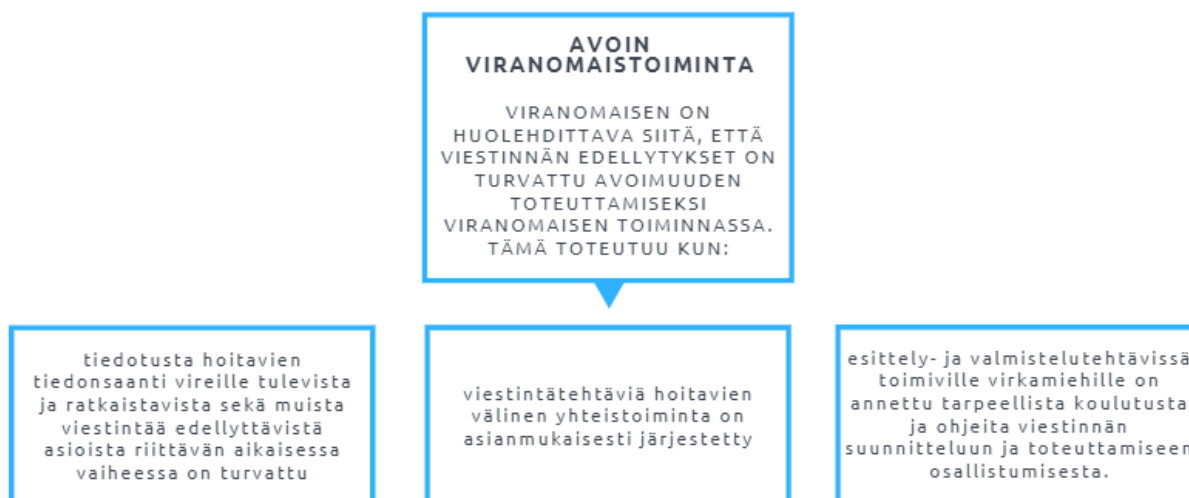 AVOIN
VIRANOMAISTOIMINTA
VIRANOMAISEN ON
HUOLEHDITTAVA SIITÄ, ETTÄ
VIESTINNÄN EDELLYTYKSET ON
TURVATTU AVOIMUUDEN
TOTEUTTAMISEKSI
VIRANOMAISEN TOIMINNASSA.
TÄMÄ TOTEUTUU KUN:
tiedotusta hoitavien
tiedonsaanti vireille tulevista
ja ratkaistavista sekä muista
viestintää edellyttävistä
asioista riittävän aikaisessa
vaiheessa on turvattu
viestintätehtäviä hoitavien
välinen yhteistoiminta on
asianmukaisesti järjestetty
esittely- ja valmistelutehtävissä
toimiville virkamiehille on
annettu tarpeellista koulutusta
ja ohjeita viestinnän
suunnitteluun ja toteuttamiseen
osallistumisesta.